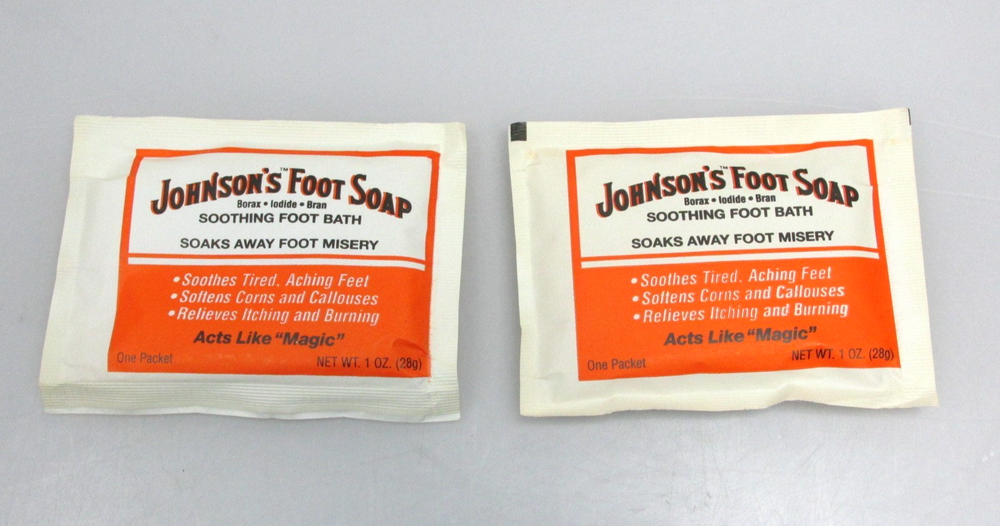 JOHNSON'S™ FOOT SOAP
Borax • Iodide • Bran
SOOTHING FOOT BATH
SOAKS AWAY FOOT MISERY
• Soothes Tired, Aching Feet
• Softens Corns and Callouses
• Relieves Itching and Burning
Acts Like "Magic"
One Packet NET WT. 1 OZ. (28g)
JOHNSON'S™ FOOT SOAP
Borax • Iodide • Bran
SOOTHING FOOT BATH
SOAKS AWAY FOOT MISERY
• Soothes Tired, Aching Feet
• Softens Corns and Callouses
• Relieves Itching and Burning
Acts Like "Magic"
One Packet NET WT. 1 OZ. (28g)